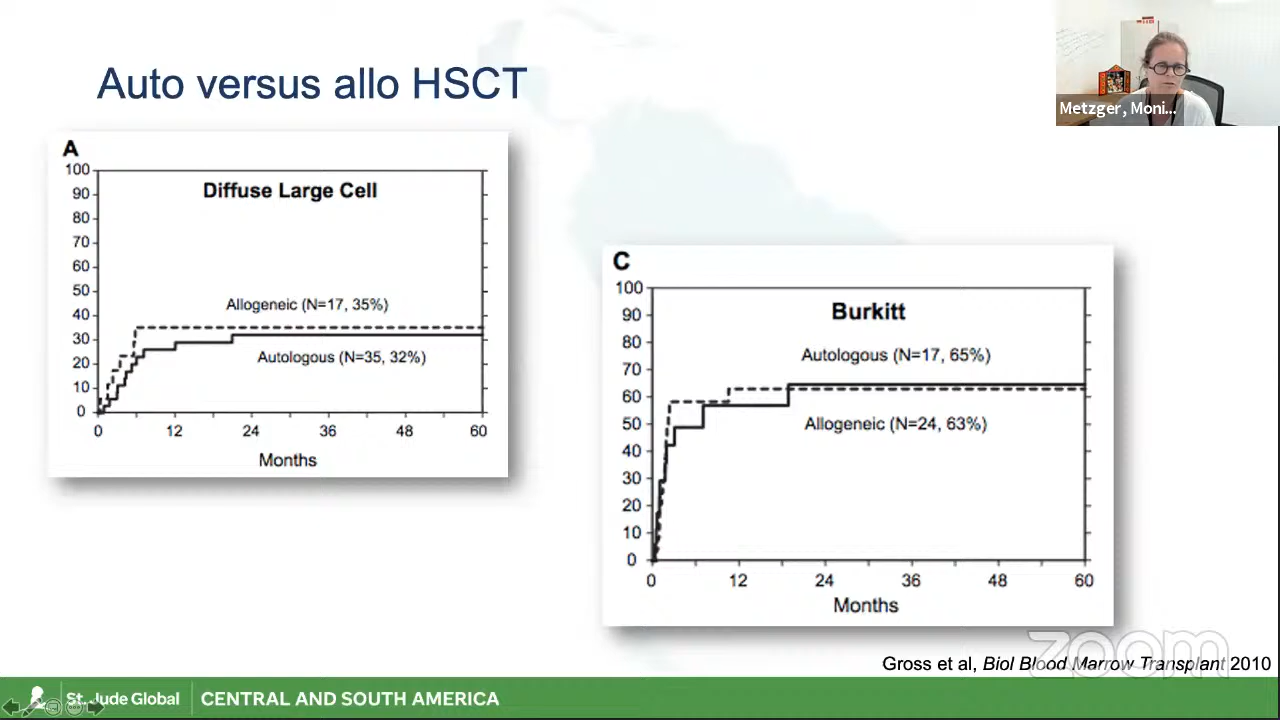 Auto versus allo HSCT
Metzger, Moni...
A
100
90
80
70
60
50
40
30
20
10
0
Diffuse Large Cell
Allogeneic (N=17, 35%)
Autologous (N=35, 32%)
0 12 24 36 48 60
Months
C
100
90
80
70
60
50
40
30
20
10
0
Burkitt
Autologous (N=17, 65%)
Allogeneic (N=24, 63%)
0 12 24 36 48 60
Months
zoom
Gross et al, Biol Blood Marrow Transplant 2010
St. Jude Global
CENTRAL AND SOUTH AMERICA